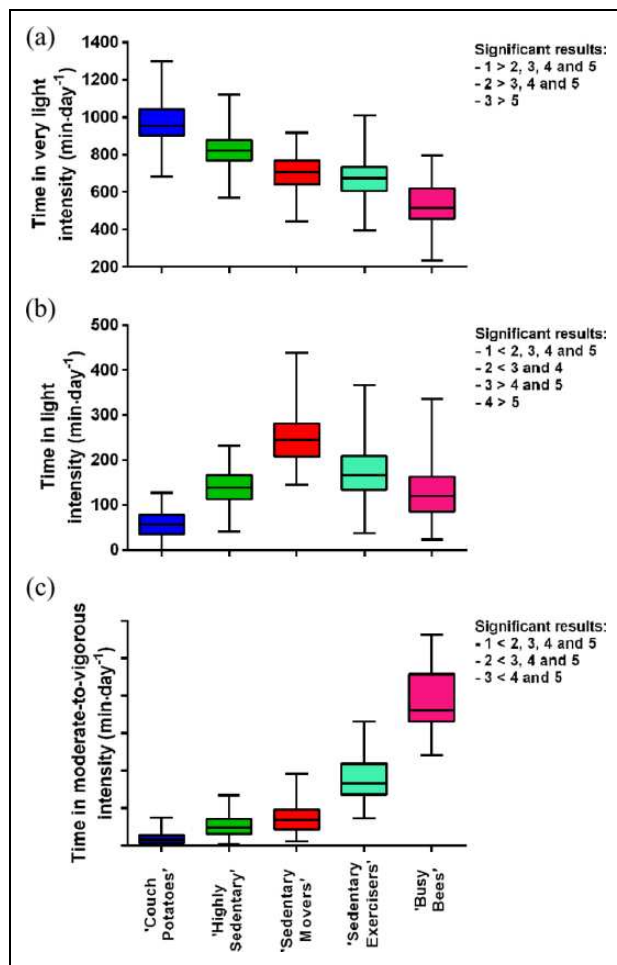 (a)
Time in very light
intensity (min·day⁻¹)
1400
1200
1000
800
600
400
200
Significant results:
- 1 > 2, 3, 4 and 5
- 2 > 3, 4 and 5
- 3 > 5
(b)
Time in light
intensity (min·day⁻¹)
500
400
300
200
100
0
Significant results:
- 1 < 2, 3, 4 and 5
- 2 < 3 and 4
- 3 > 4 and 5
- 4 > 5
(c)
Time in moderate-to-vigorous
intensity (min·day⁻¹)
Significant results:
- 1 < 2, 3, 4 and 5
- 2 < 3, 4 and 5
- 3 < 4 and 5
'Couch
Potatoes'
'Highly
Sedentary'
'Sedentary
Movers'
'Sedentary
Exercisers'
'Busy
Bees'